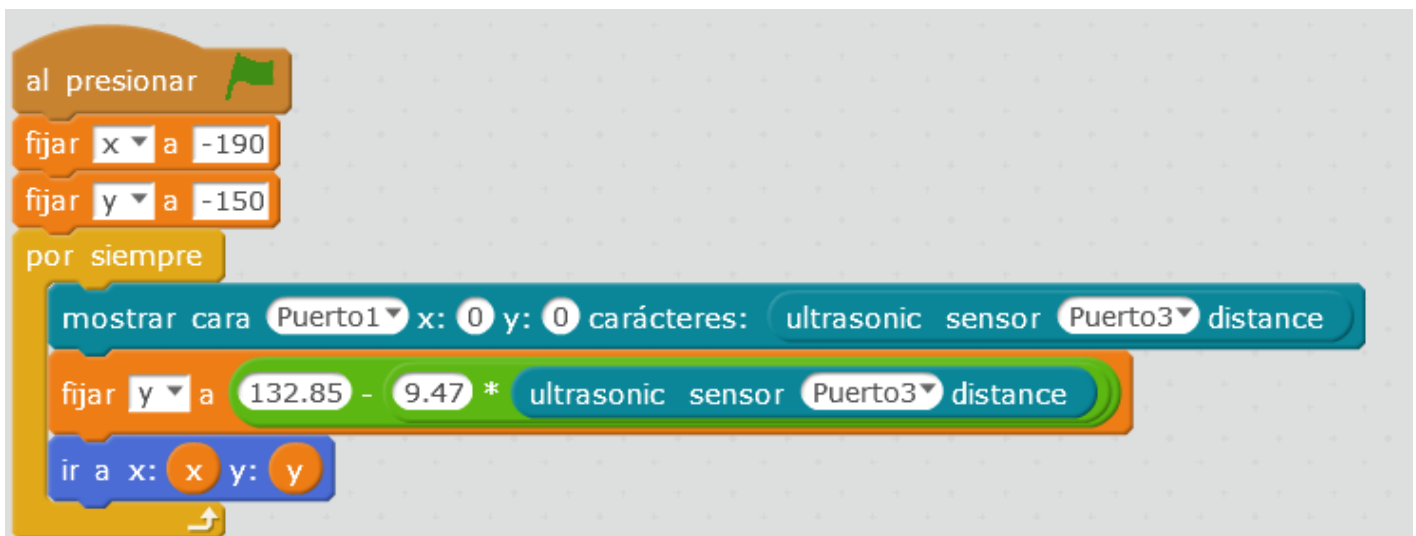 al presionar
fijar x a -190
fijar y a -150
por siempre
mostrar cara Puerto1 x: 0 y: 0 carácteres: ultrasonic sensor Puerto3 distance
fijar y a 132.85 - 9.47 * ultrasonic sensor Puerto3 distance
ir a x: x y: y